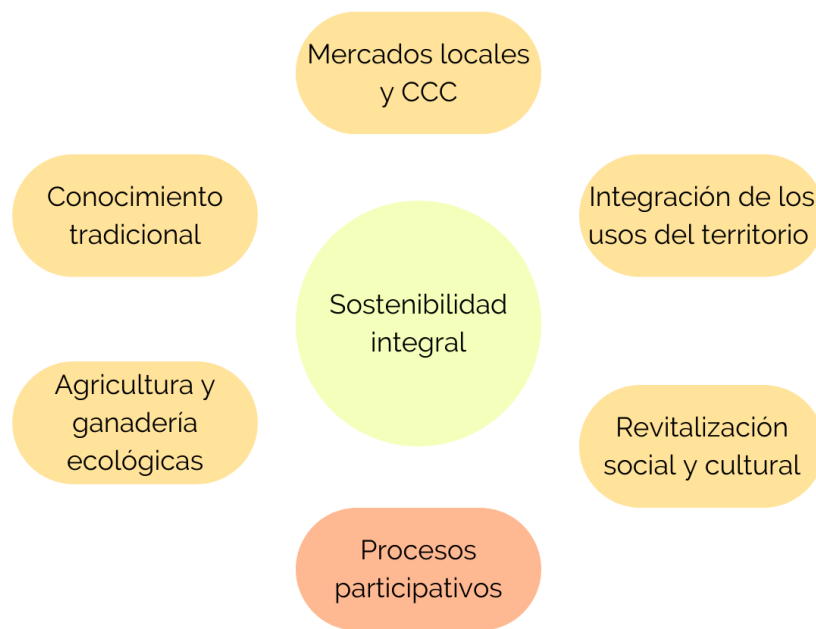 Mercados locales
y CCC
Conocimiento
tradicional
Integración de los
usos del territorio
Sostenibilidad
integral
Agricultura y
ganadería
ecológicas
Revitalización
social y cultural
Procesos
participativos